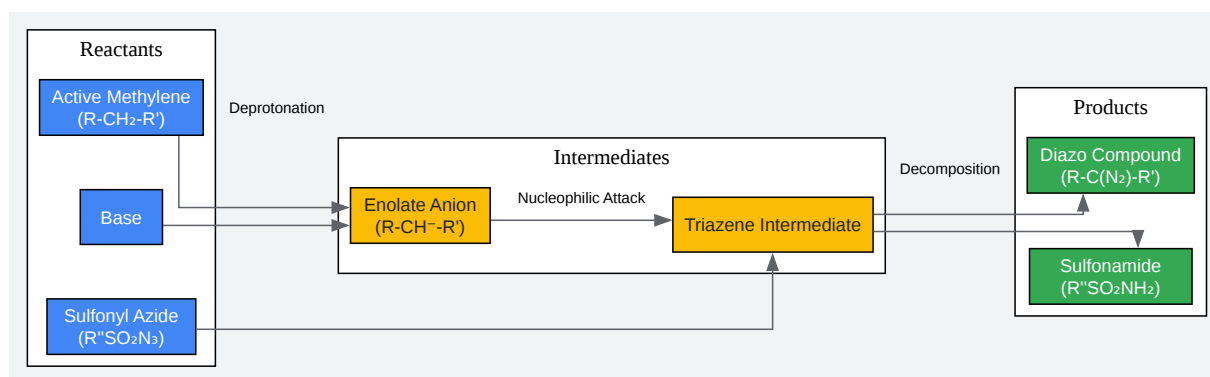 Reactants
Active Methylene
(R-CH₂-R')
Deprotonation
Base
Sulfonyl Azide
(R"SO₂N₃)
Intermediates
Enolate Anion
(R-CH⁻-R')
Nucleophilic Attack
Triazene Intermediate
Decomposition
Products
Diazo Compound
(R-C(N₂)-R')
Sulfonamide
(R"SO₂NH₂)